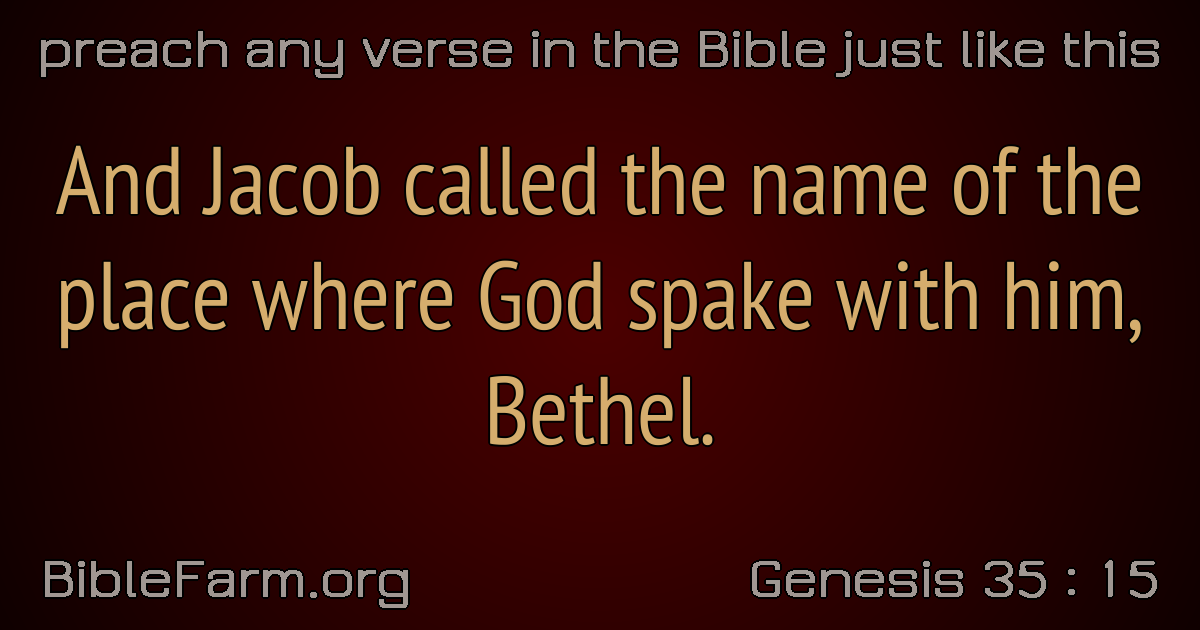 preach any verse in the Bible just like this
And Jacob called the name of the
place where God spake with him,
Bethel.
BibleFarm.org
Genesis 35 : 15